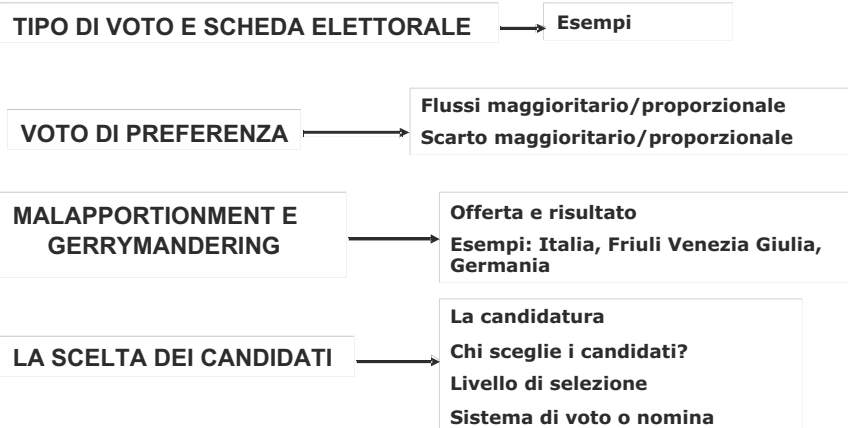 TIPO DI VOTO E SCHEDA ELETTORALE
Esempi
VOTO DI PREFERENZA
Flussi maggioritario/proporzionale
Scarto maggioritario/proporzionale
MALAPPORTIONMENT E
GERRYMANDERING
Offerta e risultato
Esempi: Italia, Friuli Venezia Giulia,
Germania
LA SCELTA DEI CANDIDATI
La candidatura
Chi sceglie i candidati?
Livello di selezione
Sistema di voto o nomina